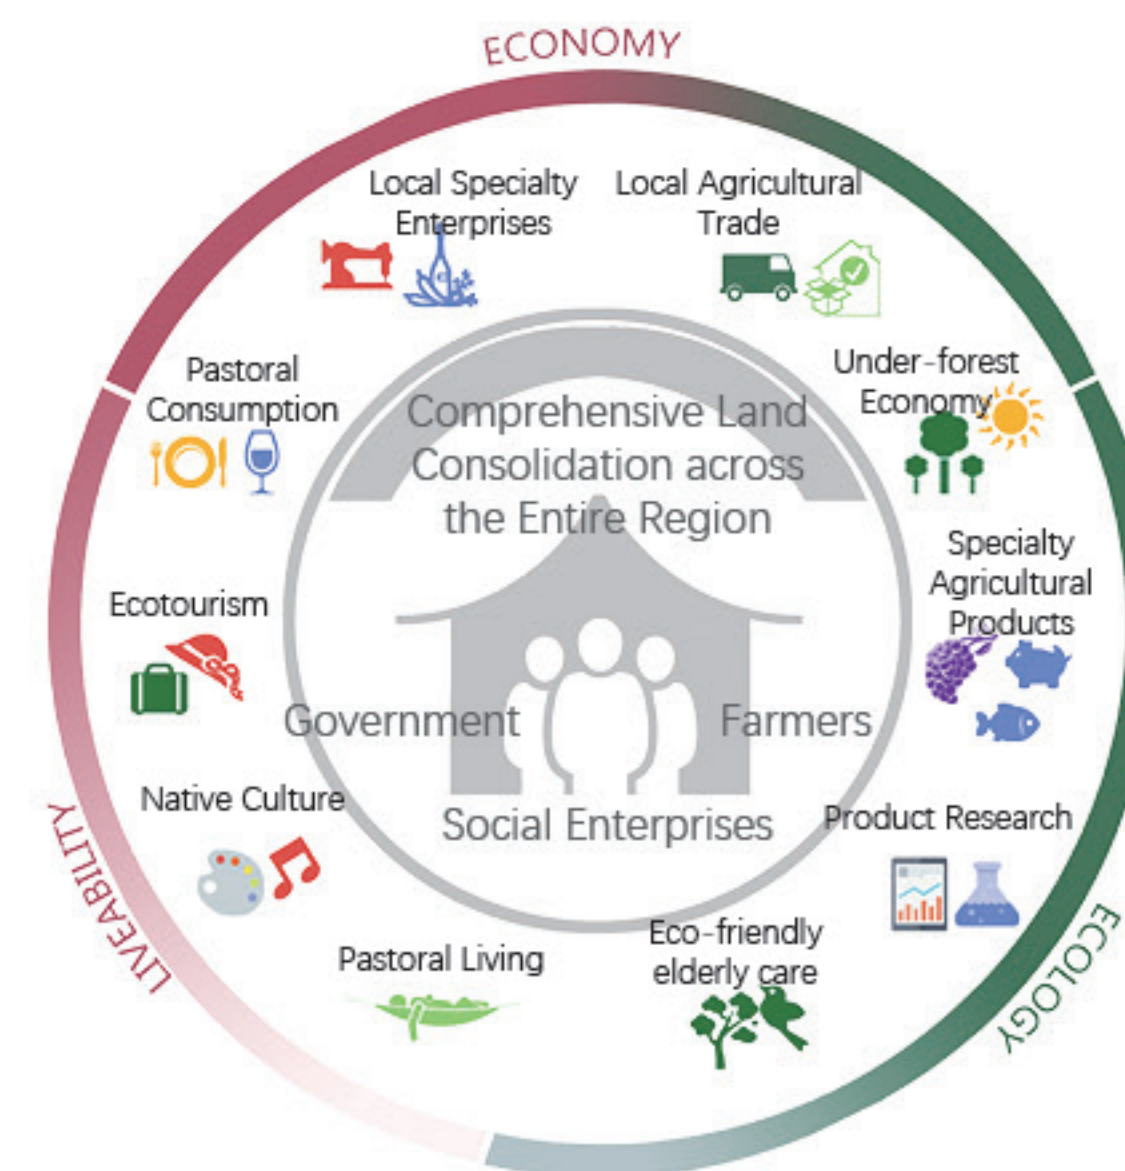 ECONOMY
Local Specialty
Enterprises
Local Agricultural
Trade
Pastoral
Consumption
Under-forest
Economy
Comprehensive Land
Consolidation across
the Entire Region
Specialty
Agricultural
Products
Ecotourism
Government
Farmers
Native Culture
Social Enterprises
Product Research
LIVEABILITY
Pastoral Living
Eco-friendly
elderly care
ECOLOGY